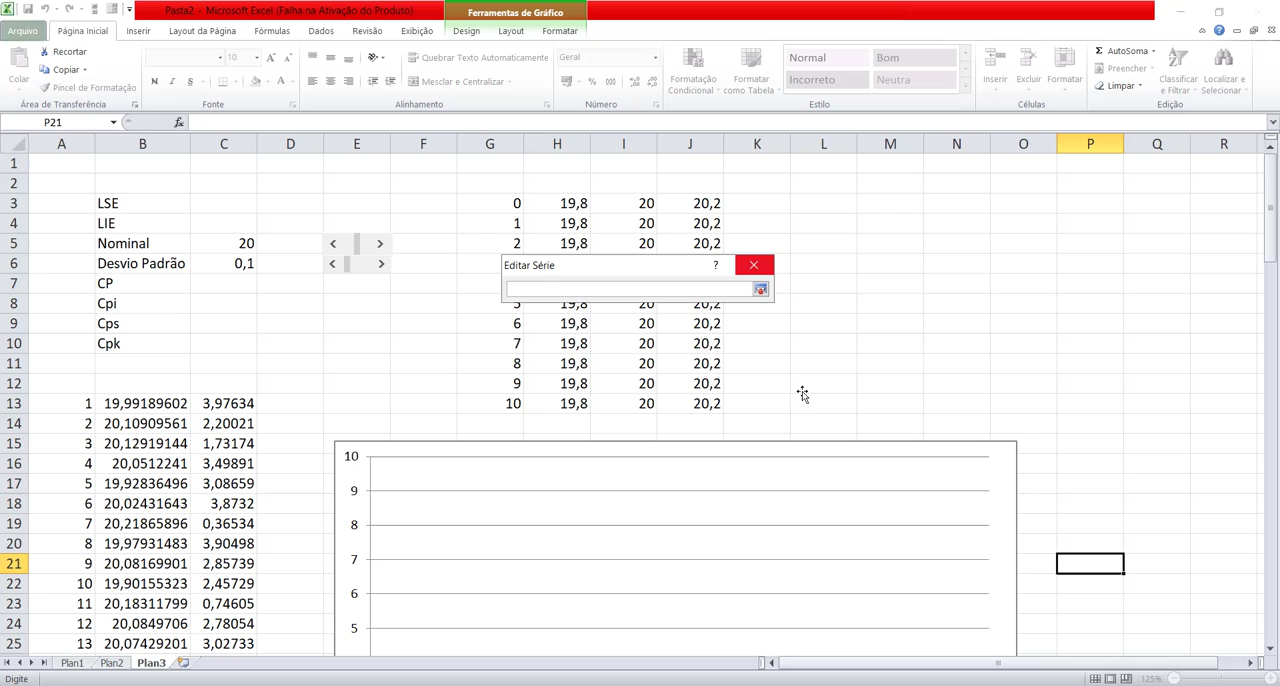 Pasta2 - Microsoft Excel (Falha na Ativação do Produto)
Ferramentas de Gráfico
Arquivo Página Inicial Inserir Layout da Página Fórmulas Dados Revisão Exibição Design Layout Formatar
Recortar
Copiar
Pincel de Formatação
Colar
Área de Transferência
10
N I S
Fonte
Quebrar Texto Automaticamente
Mesclar e Centralizar
Alinhamento
Geral
% 000
Número
Formatação Condicional
Formatar como Tabela
Normal Bom
Incorreto Neutra
Estilo
Inserir Excluir Formatar
Células
AutoSoma
Preencher
Limpar
Classificar e Filtrar
Localizar e Selecionar
Edição
P21 fx
A B C D E F G H I J K L M N O P Q R
1
2
3 LSE 0 19,8 20 20,2
4 LIE 1 19,8 20 20,2
5 Nominal 20 2 19,8 20 20,2
6 Desvio Padrão 0,1
Editar Série ?
7 CP
8 Cpi 5 19,8 20 20,2
9 Cps 6 19,8 20 20,2
10 Cpk 7 19,8 20 20,2
11 8 19,8 20 20,2
12 9 19,8 20 20,2
13 1 19,99189602 3,97634 10 19,8 20 20,2
14 2 20,10909561 2,20021
15 3 20,12919144 1,73174
16 4 20,0512241 3,49891
17 5 19,92836496 3,08659
18 6 20,02431643 3,8732
19 7 20,21865896 0,36534
20 8 19,97931483 3,90498
21 9 20,08169901 2,85739
22 10 19,90155323 2,45729
23 11 20,18311799 0,74605
24 12 20,0849706 2,78054
25 13 20,07429201 3,02733
10
9
8
7
6
5
Plan1 Plan2 Plan3
Digite 125%